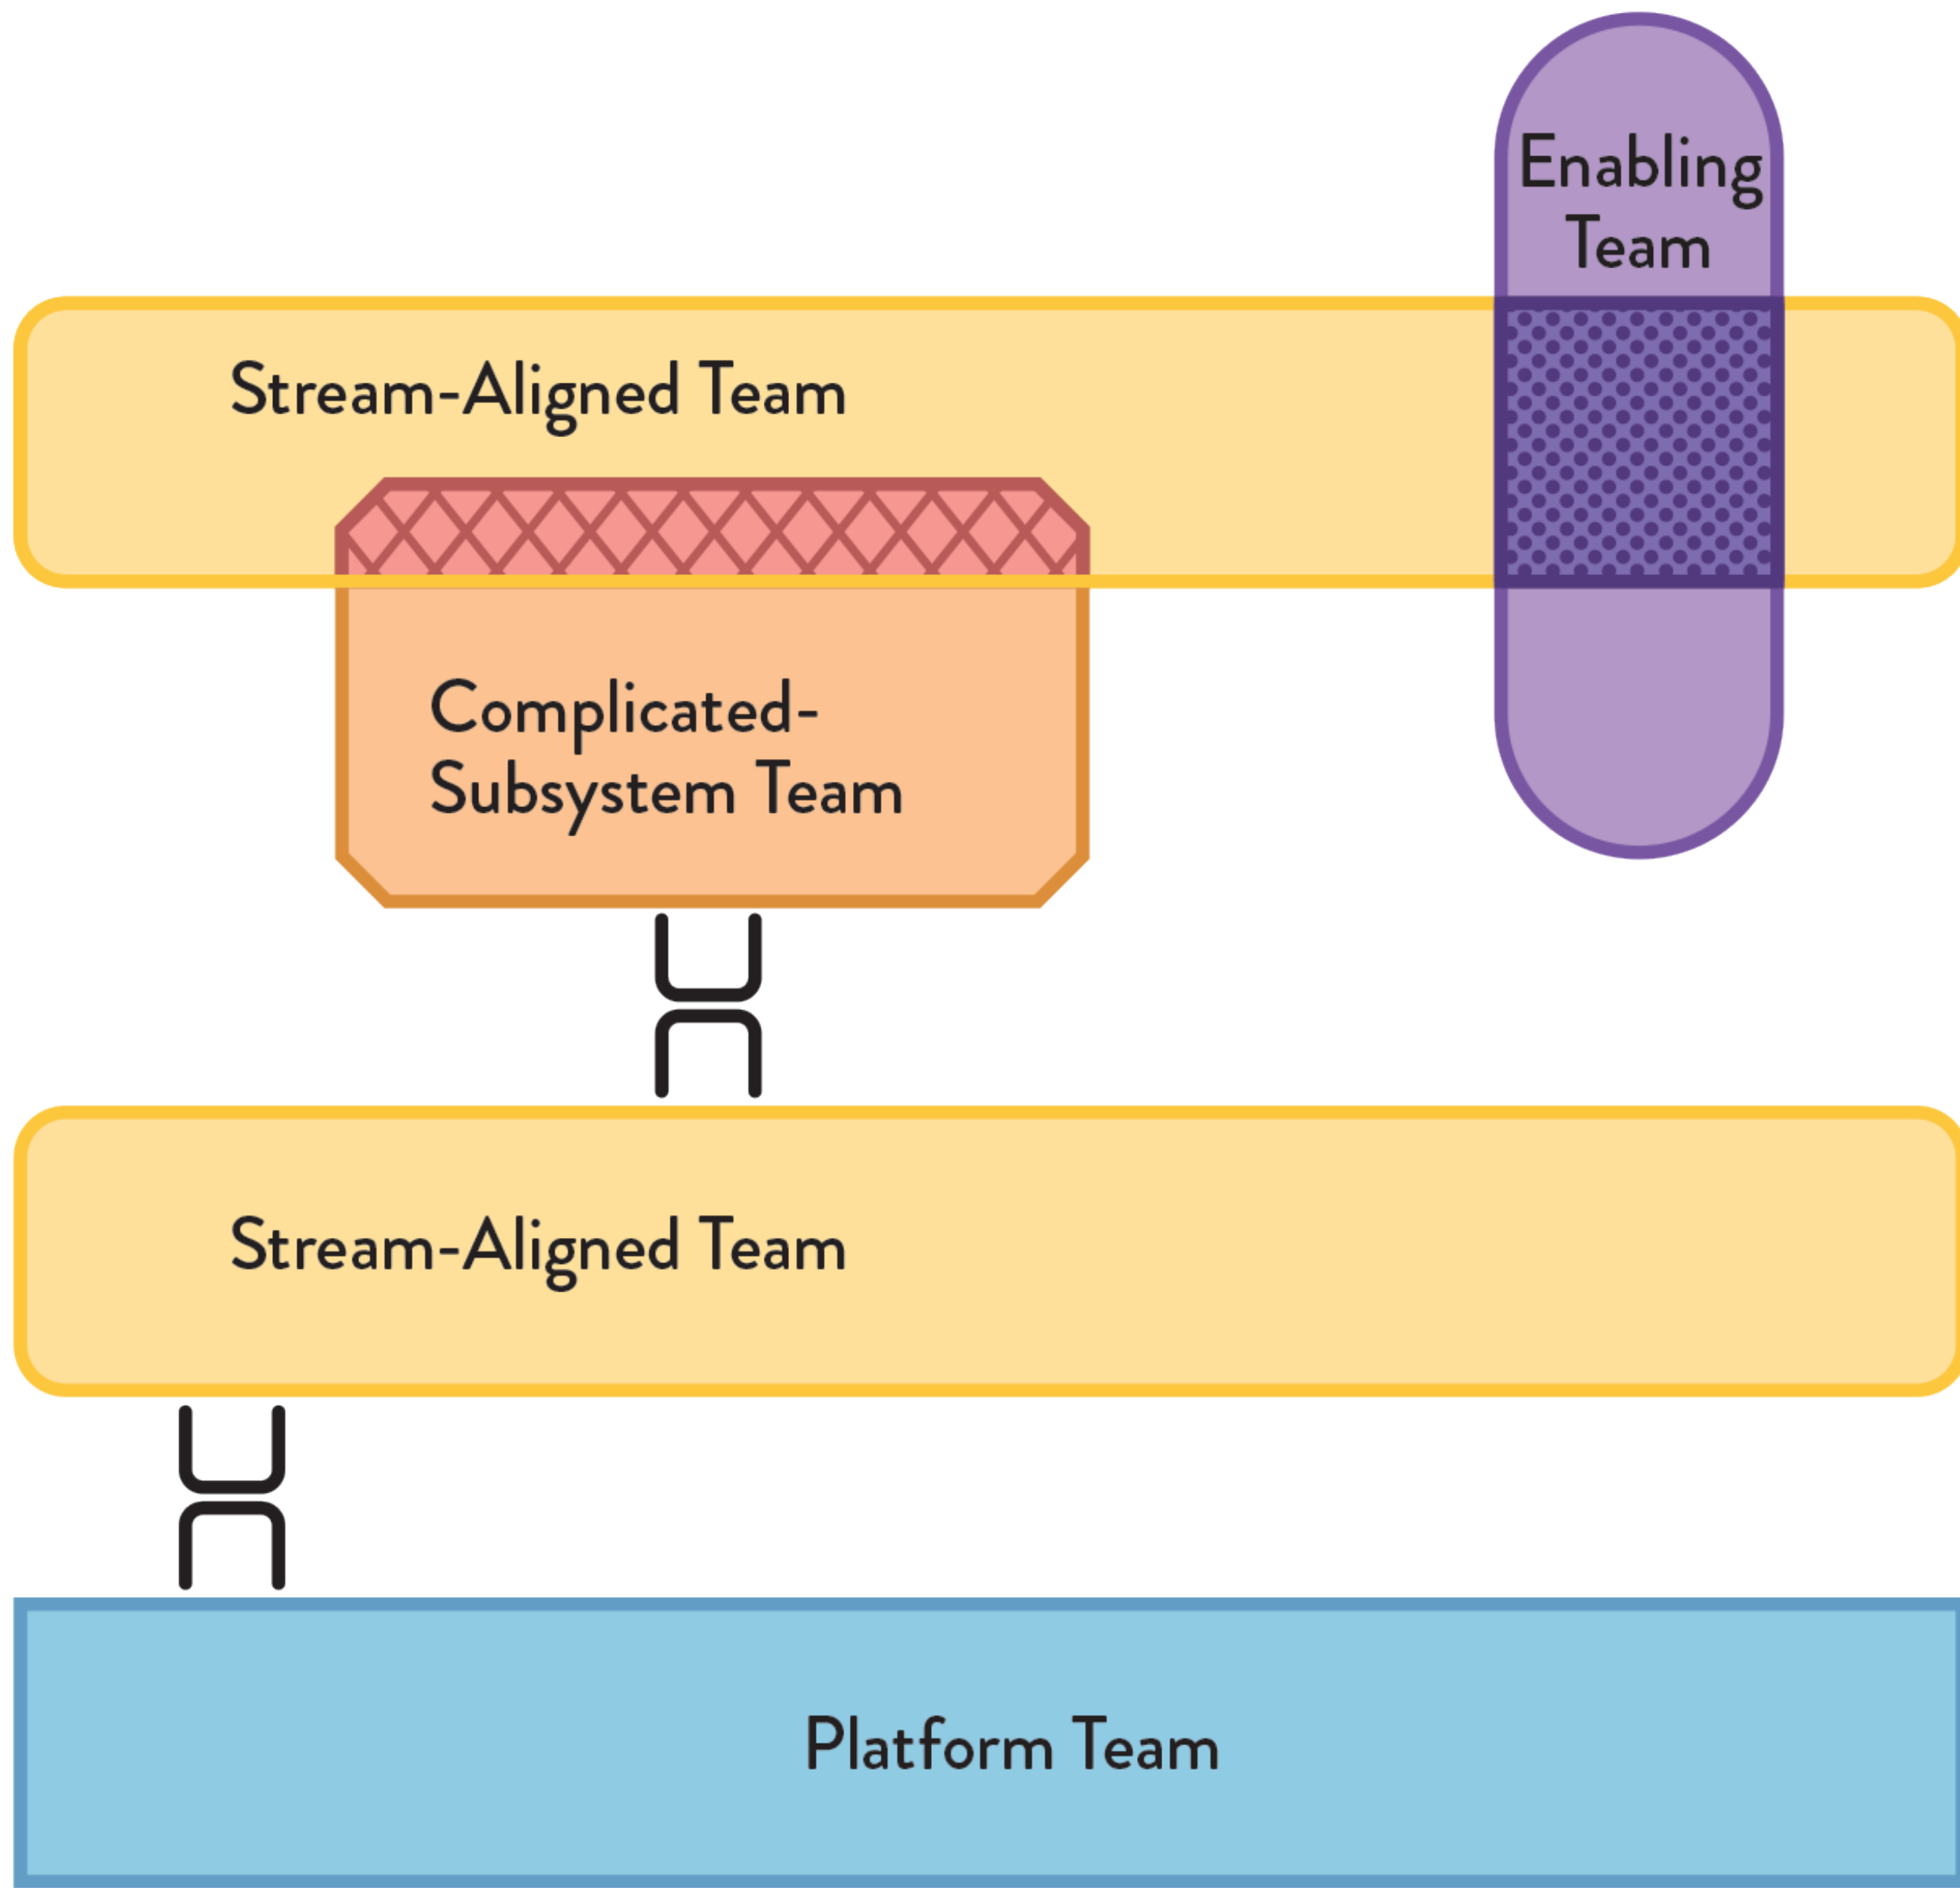 Enabling
Team
Stream-Aligned Team
Complicated-
Subsystem Team
Stream-Aligned Team
Platform Team